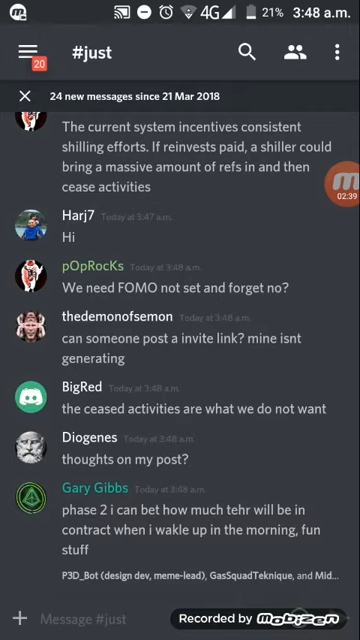 4G 21% 3:48 a.m.
20
#just
24 new messages since 21 Mar 2018
The current system incentives consistent
shilling efforts. If reinvests paid, a shiller could
bring a massive amount of refs in and then
cease activities
02:39
Harj7 Today at 3:47 a.m.
Hi
pOpRocKs Today at 3:48 a.m.
We need FOMO not set and forget no?
thedemonofsemon Today at 3:48 a.m.
can someone post a invite link? mine isnt
generating
BigRed Today at 3:48 a.m.
the ceased activities are what we do not want
Diogenes Today at 3:48 a.m.
thoughts on my post?
Gary Gibbs Today at 3:48 a.m.
phase 2 i can bet how much tehr will be in
contract when i wakle up in the morning, fun
stuff
P3D_Bot (design dev, meme-lead), GasSquadTeknique, and Mid...
Message #just
Recorded by mobizen